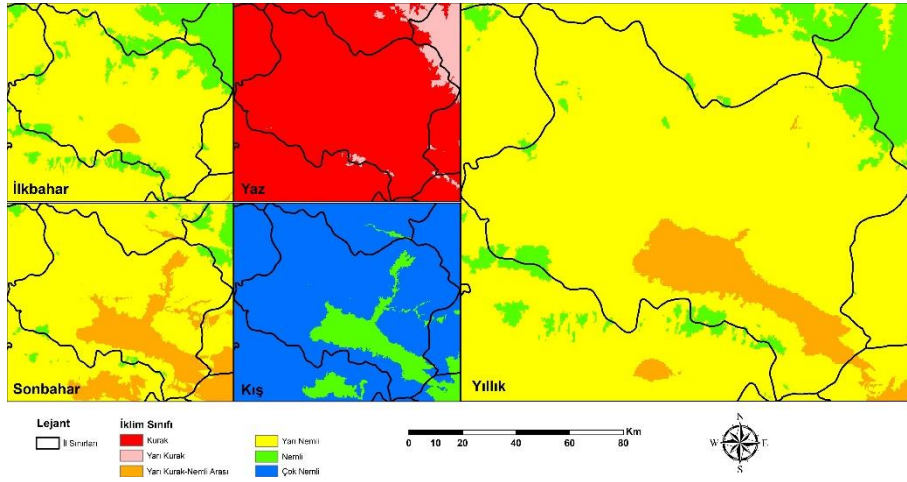 İlkbahar
Yaz
Sonbahar
Kış
Yıllık
Lejant
İl Sınırları
İklim Sınıfı
Kurak
Yarı Kurak
Yarı Kurak-Nemli Arası
Yarı Nemli
Nemli
Çok Nemli
Km
0 10 20 40 60 80
N
W E
S